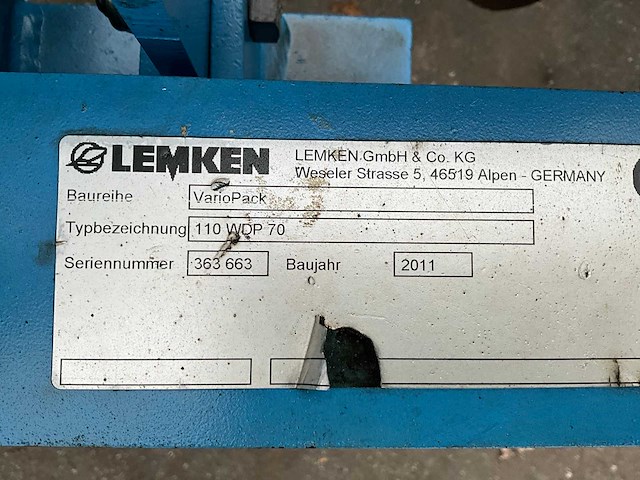 LEMKEN
LEMKEN GmbH & Co. KG
Weseler Strasse 5, 46519 Alpen - GERMANY
Baureihe VarioPack
Typbezeichnung 110 WDP 70
Seriennummer 363 663 Baujahr 2011